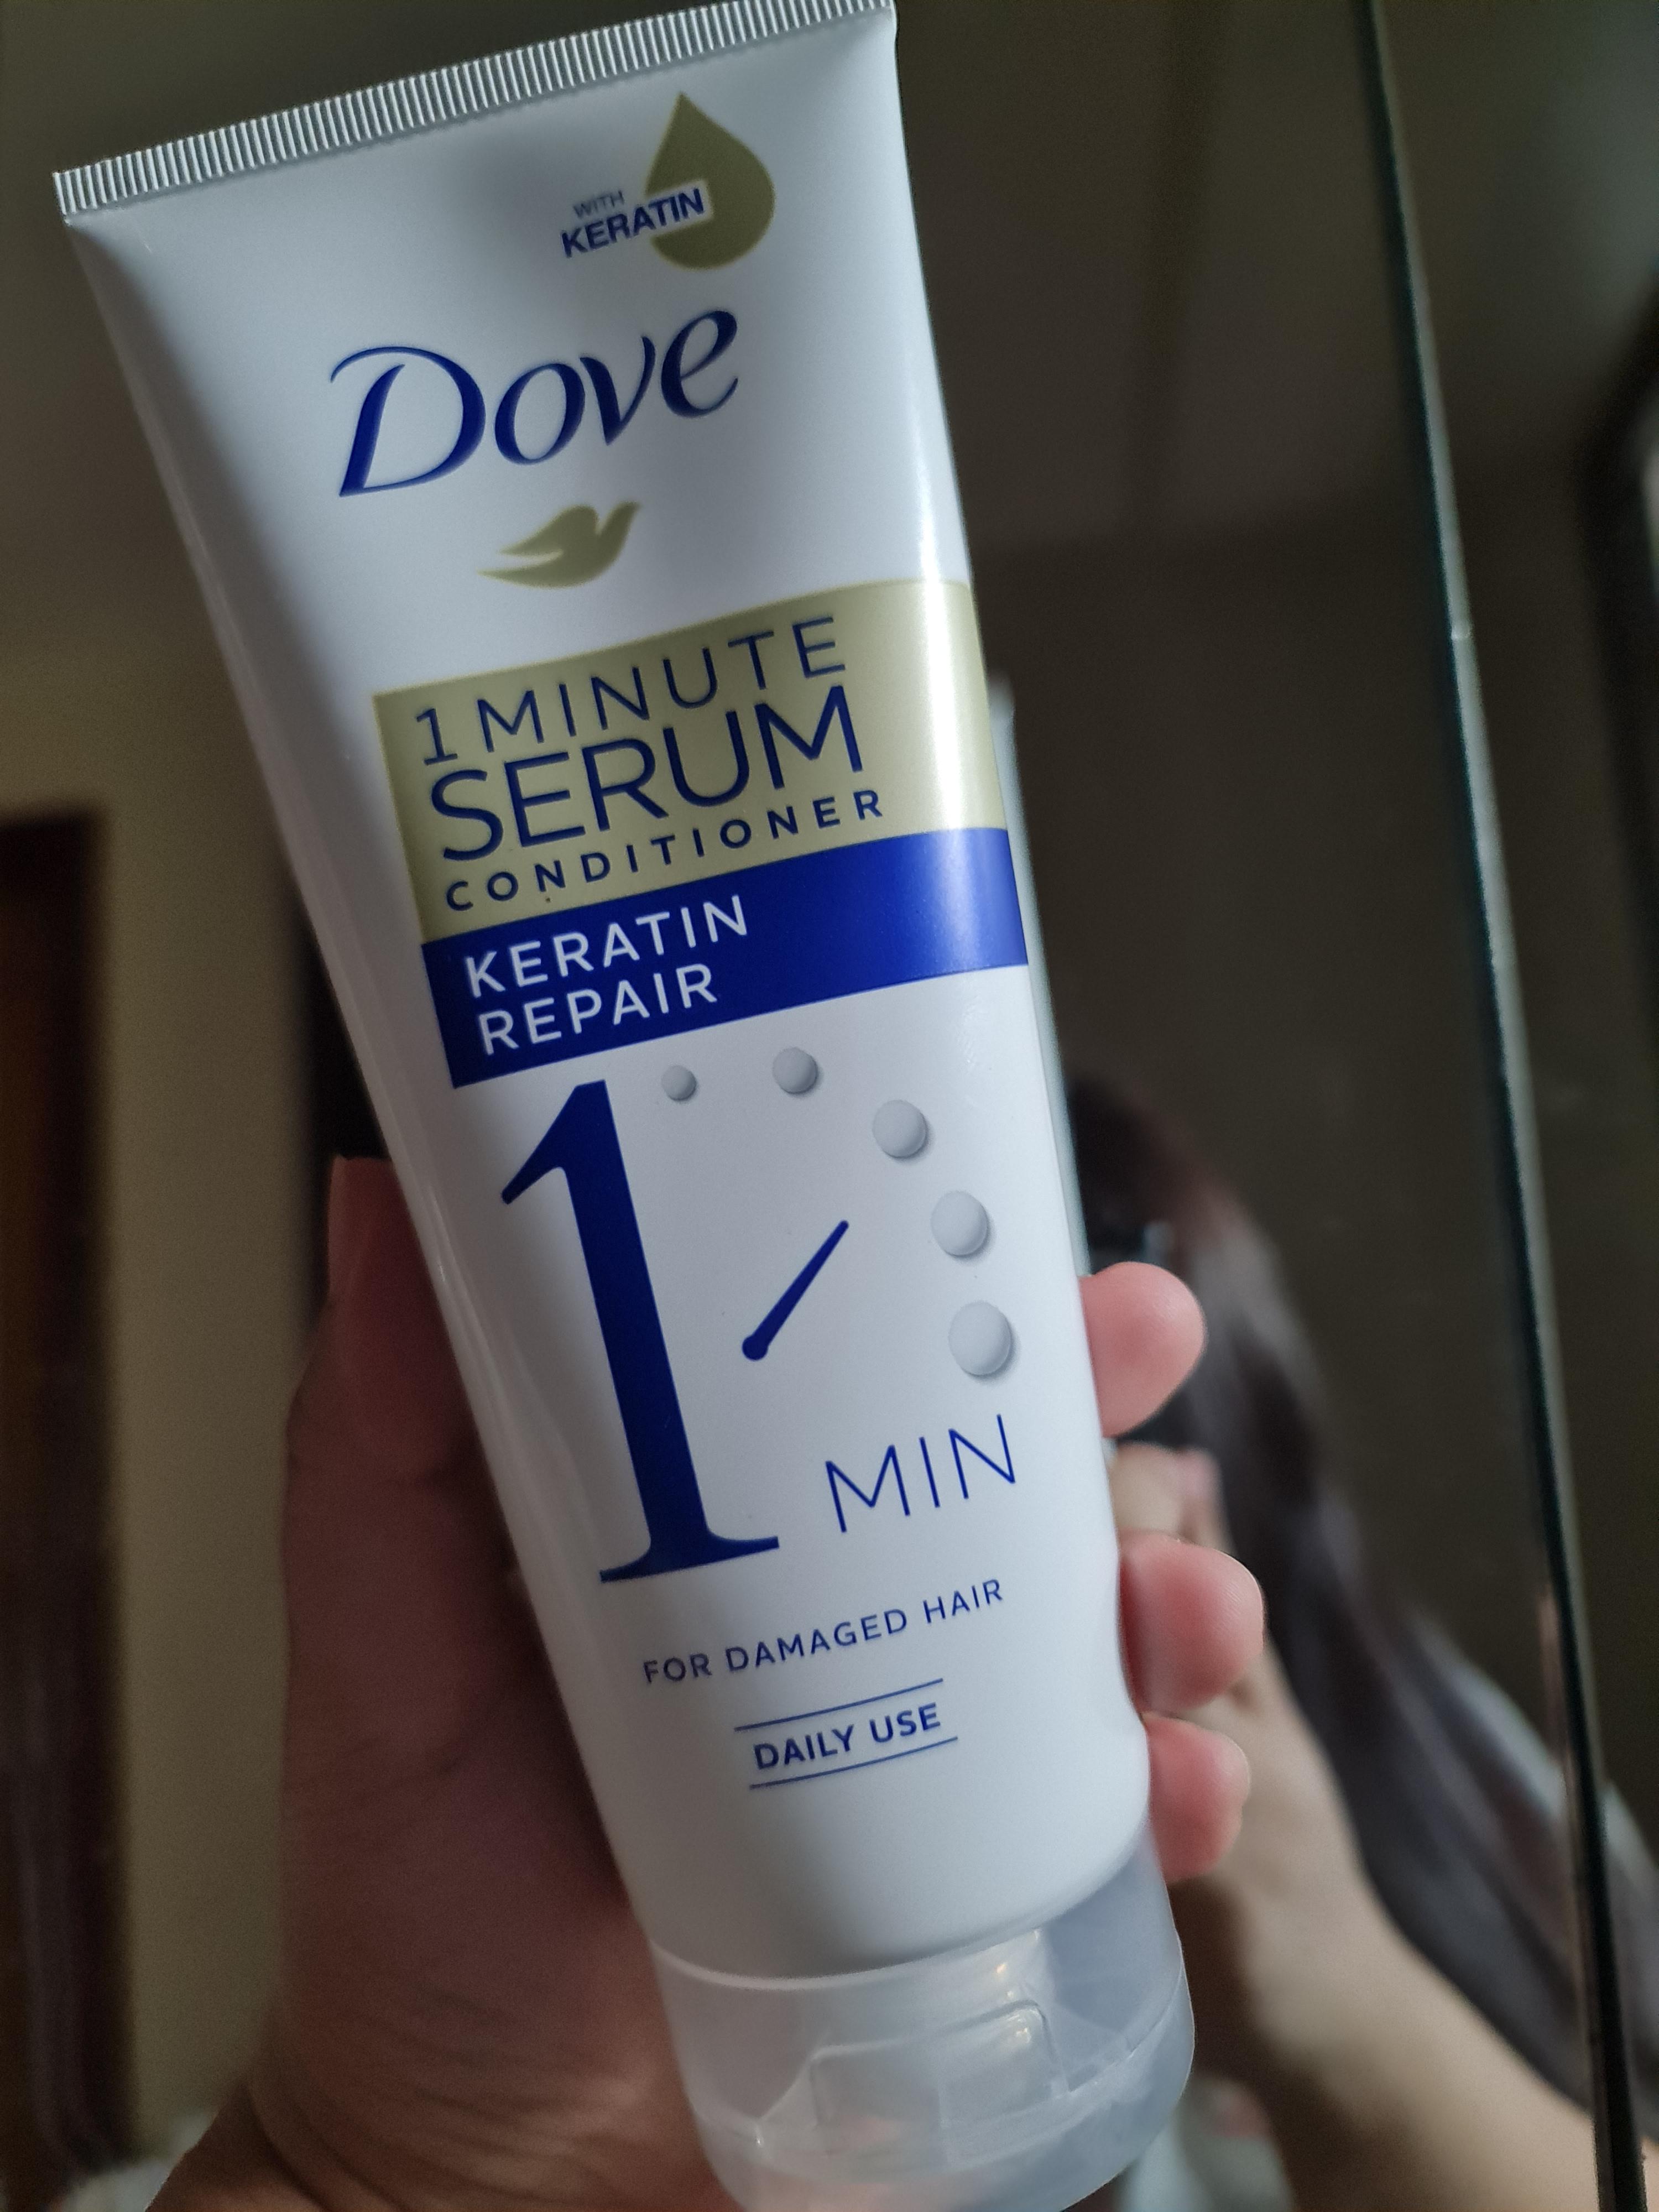 WITH
KERATIN
Dove
1 MINUTE
SERUM
CONDITIONER
KERATIN
REPAIR
1 MIN
FOR DAMAGED HAIR
DAILY USE